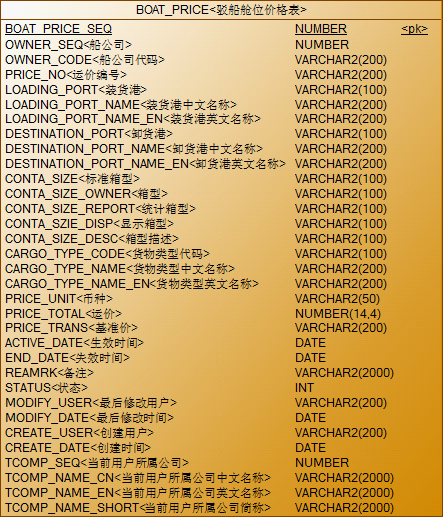 BOAT_PRICE<驳船舱位价格表>
BOAT_PRICE_SEQ NUMBER <pk>
OWNER_SEQ<船公司> NUMBER
OWNER_CODE<船公司代码> VARCHAR2(200)
PRICE_NO<运价编号> VARCHAR2(200)
LOADING_PORT<装货港> VARCHAR2(100)
LOADING_PORT_NAME<装货港中文名称> VARCHAR2(200)
LOADING_PORT_NAME_EN<装货港英文名称> VARCHAR2(200)
DESTINATION_PORT<卸货港> VARCHAR2(100)
DESTINATION_PORT_NAME<卸货港中文名称> VARCHAR2(200)
DESTINATION_PORT_NAME_EN<卸货港英文名称> VARCHAR2(200)
CONTA_SIZE<标准箱型> VARCHAR2(100)
CONTA_SIZE_OWNER<箱型> VARCHAR2(100)
CONTA_SIZE_REPORT<统计箱型> VARCHAR2(100)
CONTA_SZIE_DISP<显示箱型> VARCHAR2(100)
CONTA_SIZE_DESC<箱型描述> VARCHAR2(100)
CARGO_TYPE_CODE<货物类型代码> VARCHAR2(100)
CARGO_TYPE_NAME<货物类型中文名称> VARCHAR2(200)
CARGO_TYPE_NAME_EN<货物类型英文名称> VARCHAR2(200)
PRICE_UNIT<币种> VARCHAR2(50)
PRICE_TOTAL<运价> NUMBER(14,4)
PRICE_TRANS<基准价> VARCHAR2(200)
ACTIVE_DATE<生效时间> DATE
END_DATE<失效时间> DATE
REAMRK<备注> VARCHAR2(2000)
STATUS<状态> INT
MODIFY_USER<最后修改用户> VARCHAR2(200)
MODIFY_DATE<最后修改时间> DATE
CREATE_USER<创建用户> VARCHAR2(200)
CREATE_DATE<创建时间> DATE
TCOMP_SEQ<当前用户所属公司> NUMBER
TCOMP_NAME_CN<当前用户所属公司中文名称> VARCHAR2(2000)
TCOMP_NAME_EN<当前用户所属公司英文名称> VARCHAR2(2000)
TCOMP_NAME_SHORT<当前用户所属公司简称> VARCHAR2(2000)